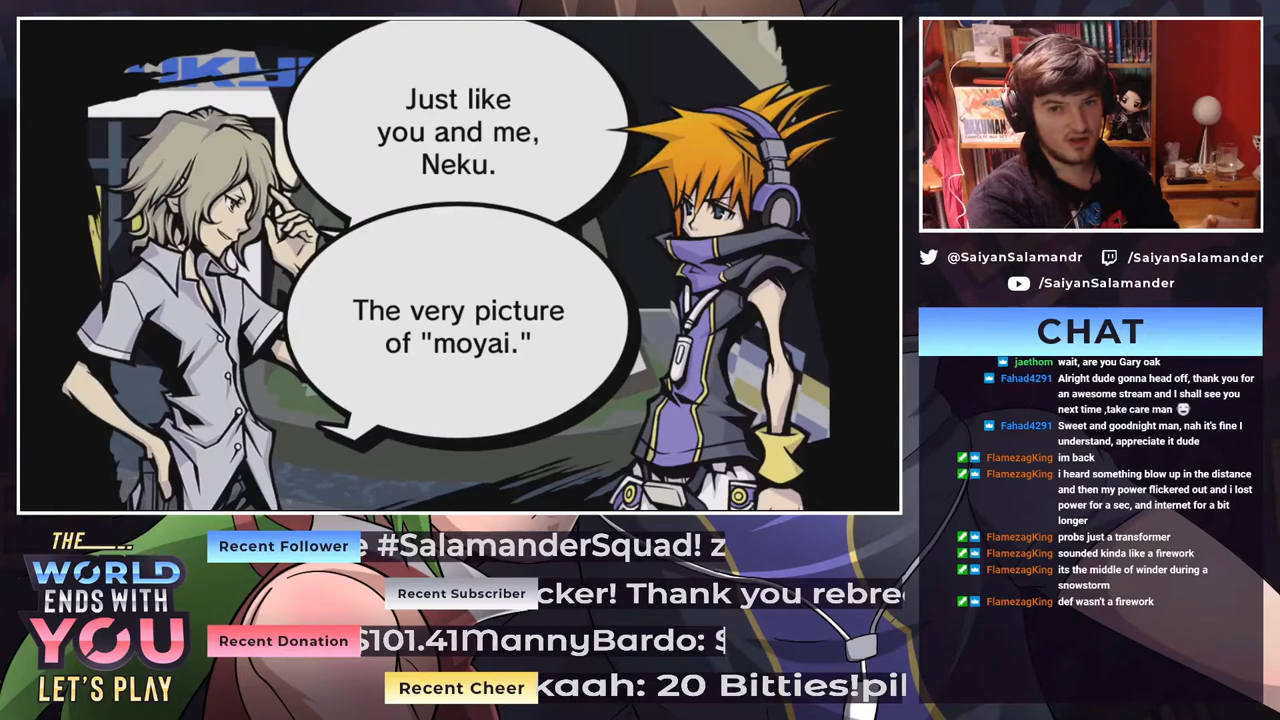 Just like
you and me,
Neku.
The very picture
of "moyai."
@SaiyanSalamandr
/SaiyanSalamander
/SaiyanSalamander
CHAT
jaethom wait, are you Gary oak
Fahad4291 Alright dude gonna head off, thank you for
an awesome stream and I shall see you
next time ,take care man
Fahad4291 Sweet and goodnight man, nah it's fine I
understand, appreciate it dude
FlamezagKing im back
FlamezagKing i heard something blow up in the distance
and then my power flickered out and i lost
power for a sec, and internet for a bit
longer
FlamezagKing probs just a transformer
FlamezagKing sounded kinda like a firework
FlamezagKing its the middle of winder during a
snowstorm
FlamezagKing def wasn't a firework
THE
WORLD
ENDS WITH
YOU
LET'S PLAY
Recent Follower e #SalamanderSquad! z
Recent Subscriber cker! Thank you rebre
Recent Donation $101.41MannyBardo: $
Recent Cheer kaah: 20 Bitties!pil